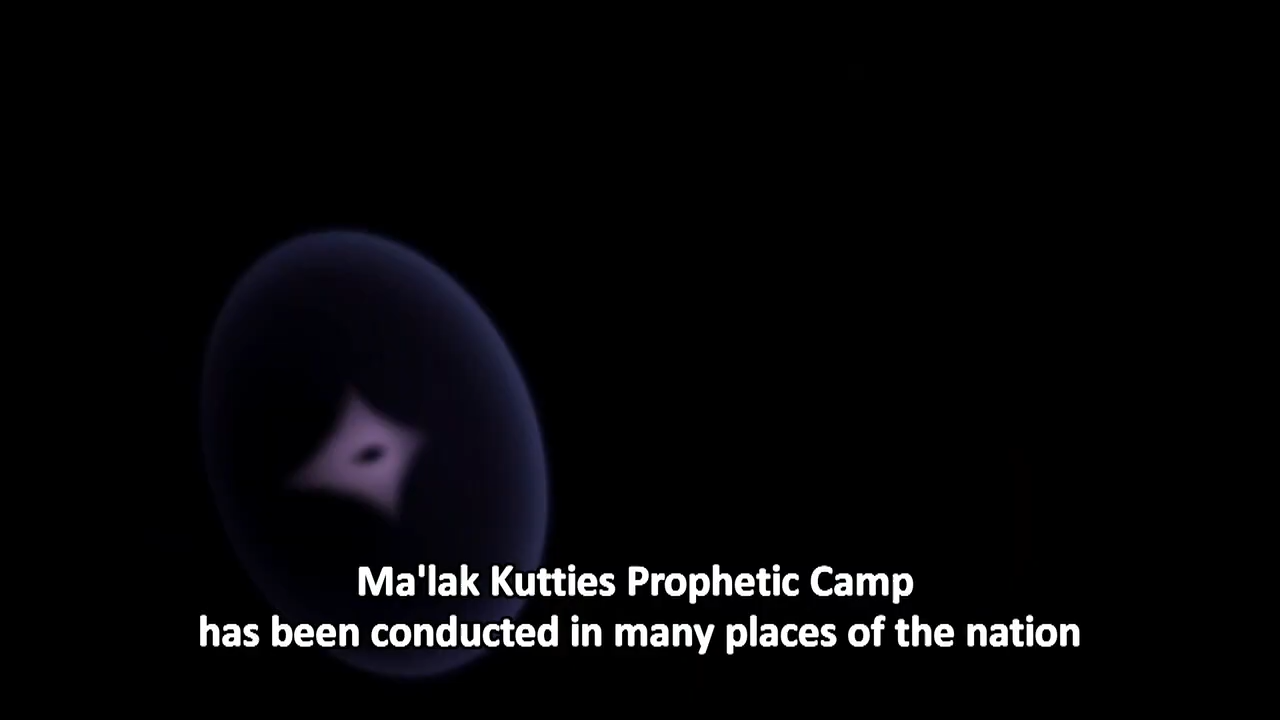 Ma'lak Kutties Prophetic Camp
has been conducted in many places of the nation